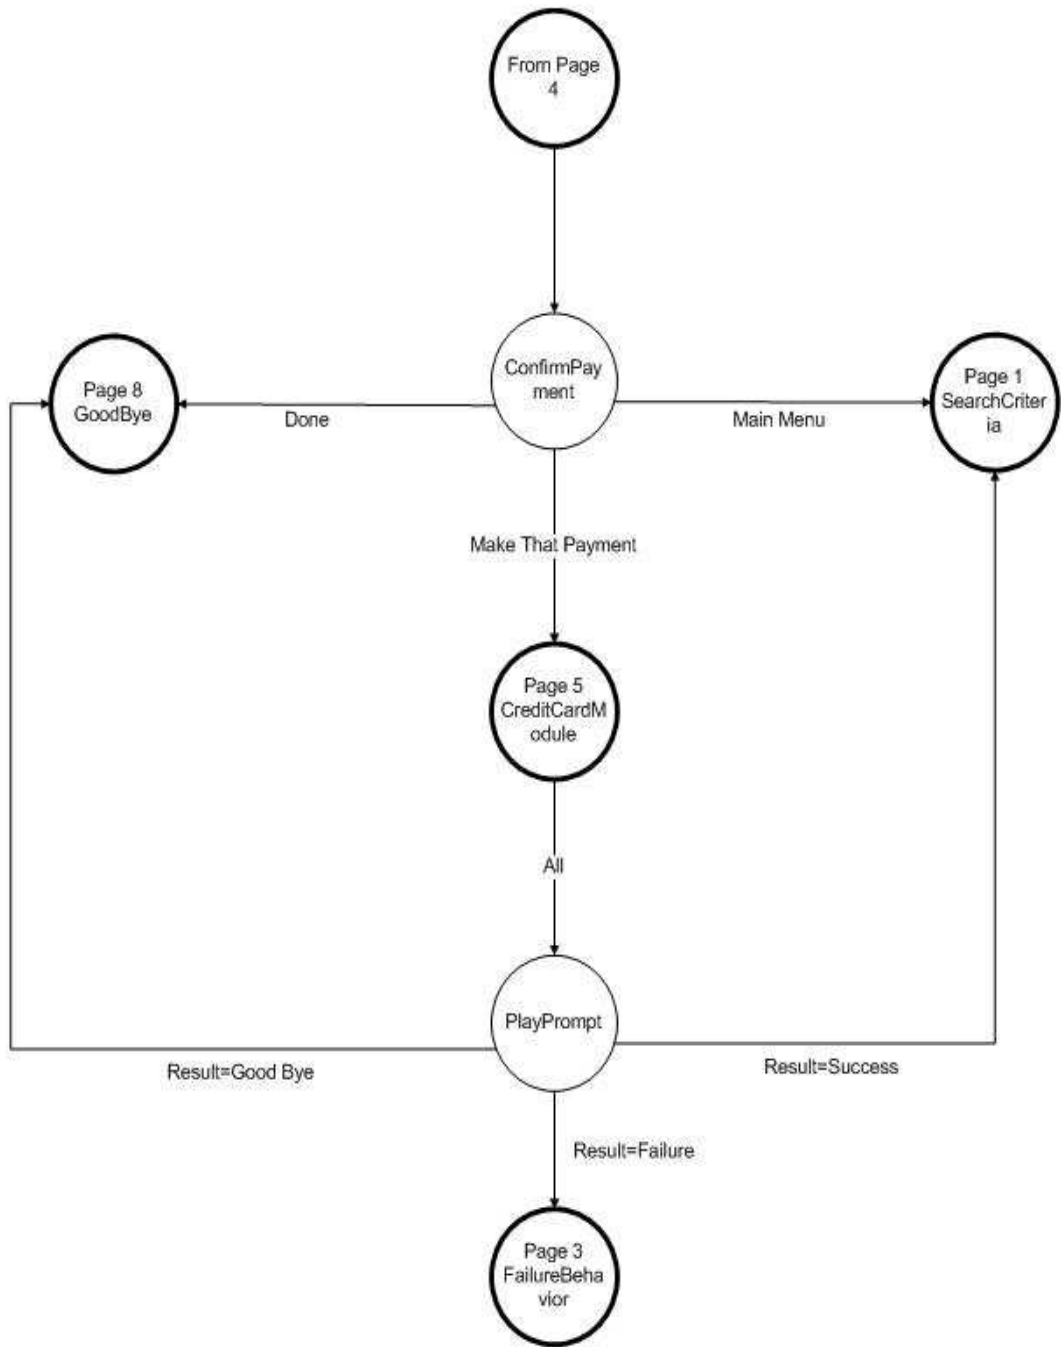 From Page
4
ConfirmPay
ment
Page 8
GoodBye
Page 1
SearchCriter
ia
Done
Main Menu
Make That Payment
Page 5
CreditCardM
odule
All
PlayPrompt
Result=Good Bye
Result=Success
Result=Failure
Page 3
FailureBeha
vior